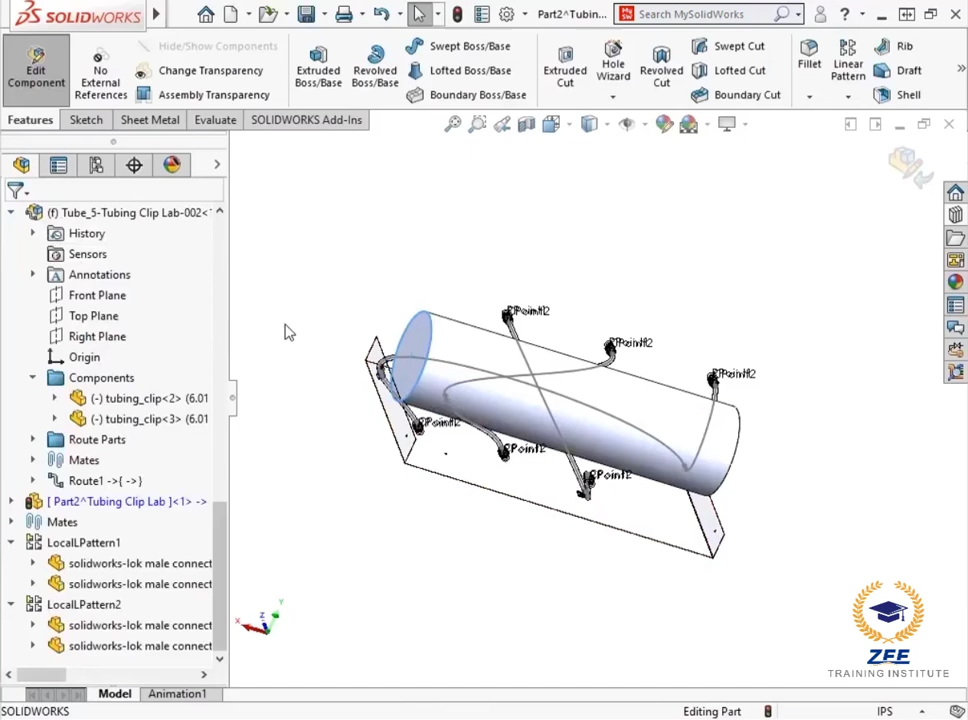 SOLIDWORKS
Part2^Tubin...
Search MySolidWorks
Edit Component
No External References
Hide/Show Components
Change Transparency
Assembly Transparency
Extruded Boss/Base
Revolved Boss/Base
Swept Boss/Base
Lofted Boss/Base
Boundary Boss/Base
Extruded Cut
Hole Wizard
Revolved Cut
Swept Cut
Lofted Cut
Boundary Cut
Fillet
Linear Pattern
Rib
Draft
Shell
Features
Sketch
Sheet Metal
Evaluate
SOLIDWORKS Add-Ins
(f) Tube_5-Tubing Clip Lab-002<
History
Sensors
Annotations
Front Plane
Top Plane
Right Plane
Origin
Components
(-) tubing_clip<2> (6.01
(-) tubing_clip<3> (6.01
Route Parts
Mates
Route1 ->{ ->}
[ Part2^Tubing Clip Lab ]<1> ->
Mates
LocalLPattern1
solidworks-lok male connect
solidworks-lok male connect
LocalLPattern2
solidworks-lok male connect
solidworks-lok male connect
Y
Z
X
ZEE
TRAINING INSTITUTE
Model
Animation1
SOLIDWORKS
Editing Part
IPS